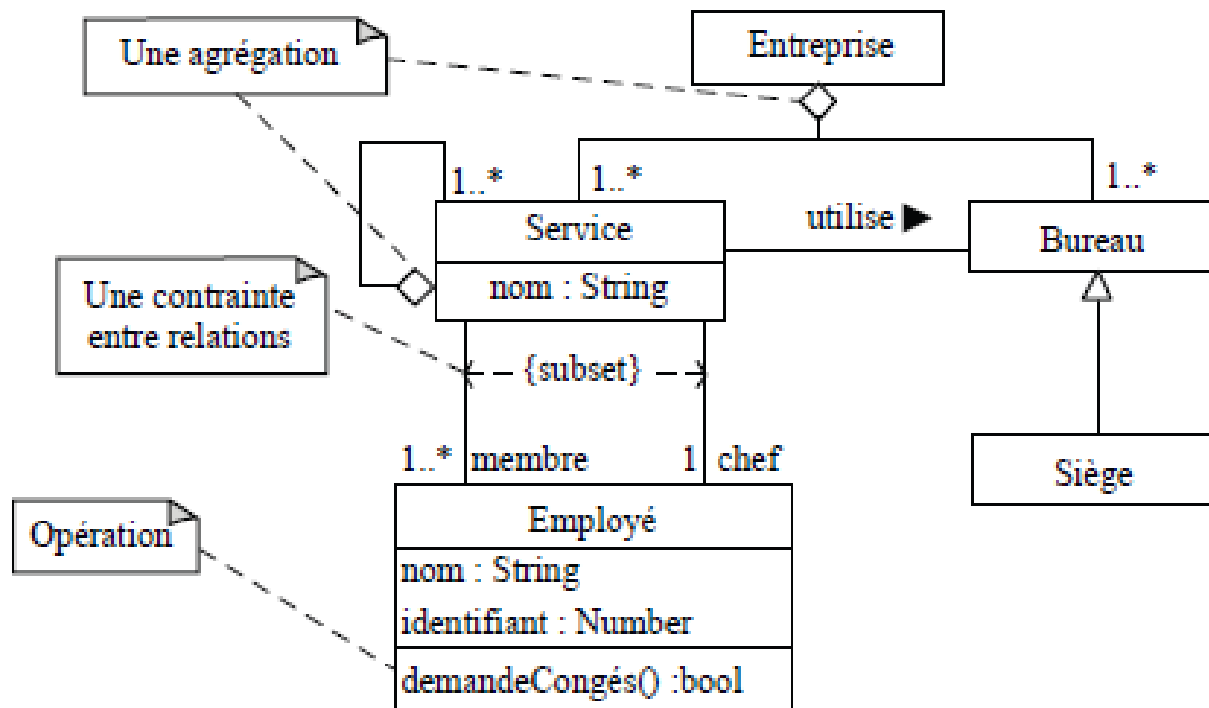 Une agrégation
Entreprise
1..*
1..*
1..*
utilise ►
Service
Bureau
nom : String
Une contrainte
entre relations
{subset}
1..* membre
1 chef
Siège
Opération
Employé
nom : String
identifiant : Number
demandeCongés() :bool